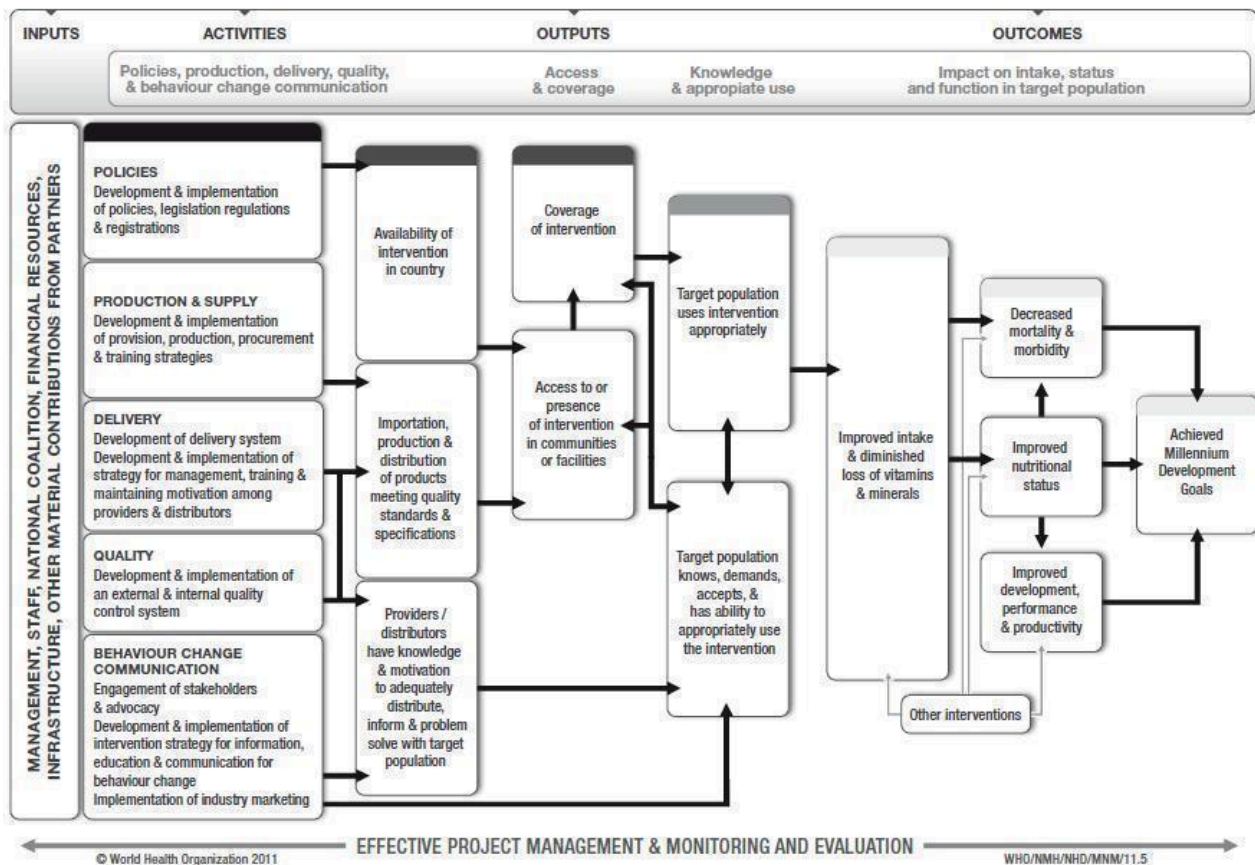 INPUTS
ACTIVITIES
OUTPUTS
OUTCOMES
Policies, production, delivery, quality,
& behaviour change communication
Access
& coverage
Knowledge
& appropiate use
Impact on intake, status
and function in target population
MANAGEMENT, STAFF, NATIONAL COALITION, FINANCIAL RESOURCES,
INFRASTRUCTURE, OTHER MATERIAL CONTRIBUTIONS FROM PARTNERS
POLICIES
Development & implementation
of policies, legislation regulations
& registrations
PRODUCTION & SUPPLY
Development & implementation
of provision, production, procurement
& training strategies
DELIVERY
Development of delivery system
Development & implementation of
strategy for management, training &
maintaining motivation among
providers & distributors
QUALITY
Development & implementation of
an external & internal quality
control system
BEHAVIOUR CHANGE
COMMUNICATION
Engagement of stakeholders
& advocacy
Development & implementation of
intervention strategy for information,
education & communication for
behaviour change
Implementation of industry marketing
Availability of
intervention
in country
Importation,
production &
distribution
of products
meeting quality
standards &
specifications
Providers /
distributors
have knowledge
& motivation
to adequately
distribute,
inform & problem
solve with target
population
Coverage
of intervention
Access to or
presence
of intervention
in communities
or facilities
Target population
uses intervention
appropriately
Target population
knows, demands,
accepts, &
has ability to
appropriately use
the intervention
Improved intake
& diminished
loss of vitamins
& minerals
Decreased
mortality &
morbidity
Improved
nutritional
status
Improved
development,
performance
& productivity
Other interventions
Achieved
Millennium
Development
Goals
EFFECTIVE PROJECT MANAGEMENT & MONITORING AND EVALUATION
© World Health Organization 2011
WHO/NMH/NHD/MNM/11.5